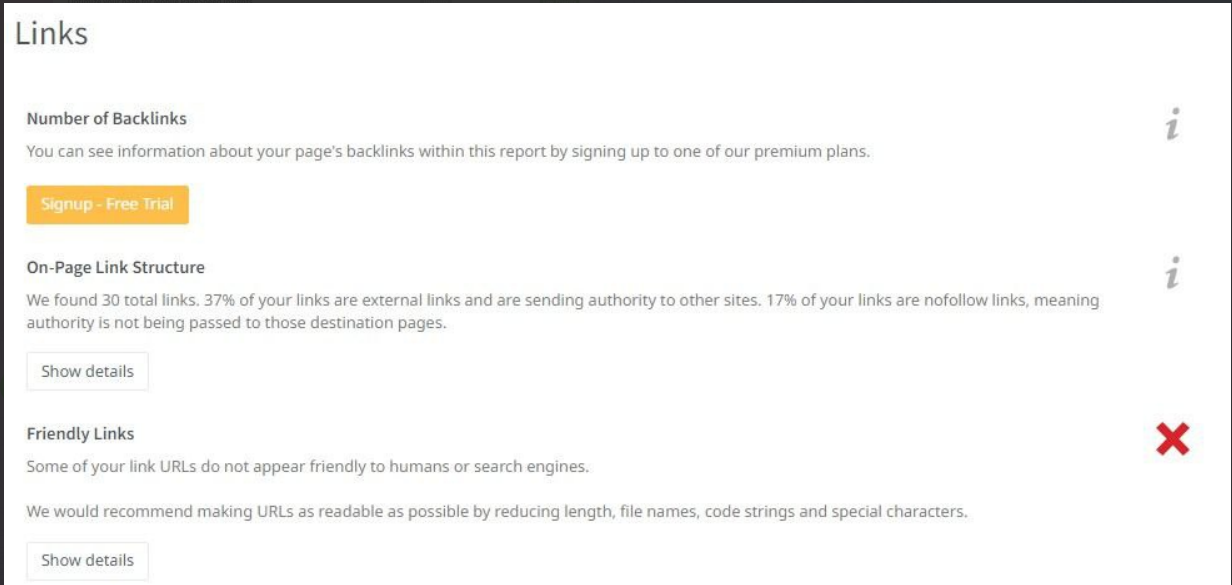 Links
Number of Backlinks
You can see information about your page's backlinks within this report by signing up to one of our premium plans.
Signup - Free Trial
On-Page Link Structure
We found 30 total links. 37% of your links are external links and are sending authority to other sites. 17% of your links are nofollow links, meaning
authority is not being passed to those destination pages.
Show details
Friendly Links
Some of your link URLs do not appear friendly to humans or search engines.
We would recommend making URLs as readable as possible by reducing length, file names, code strings and special characters.
Show details